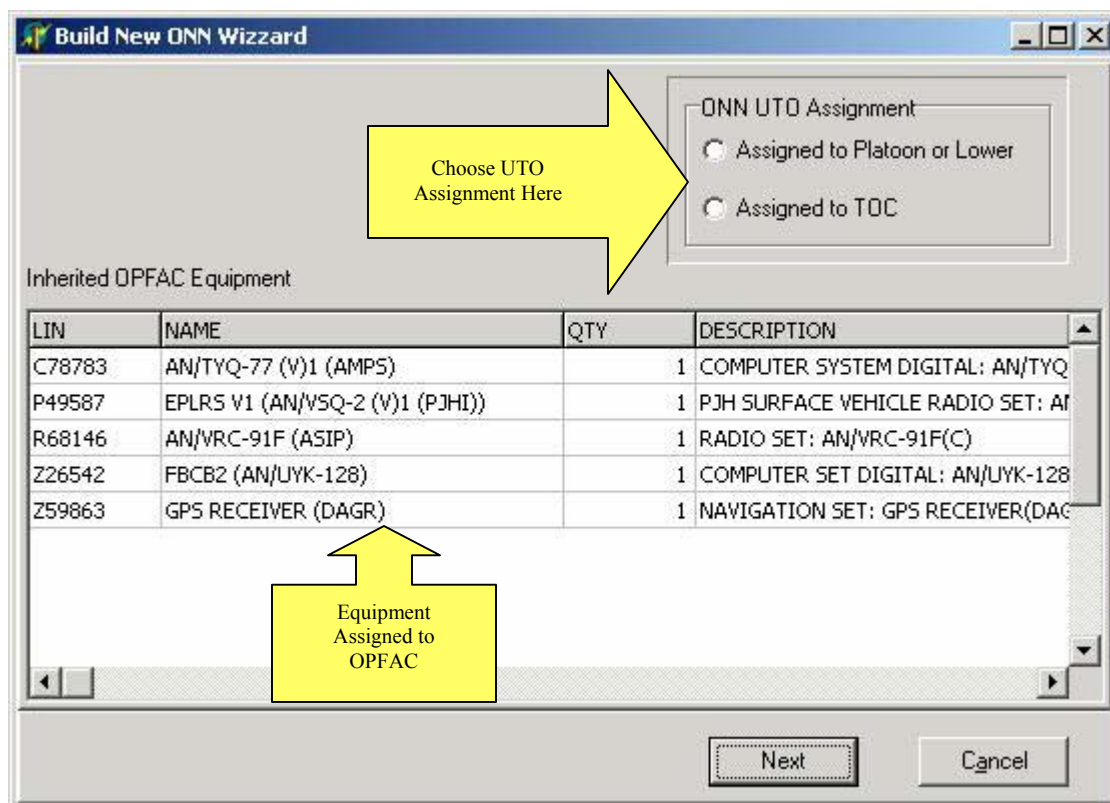 Build New ONN Wizzard
ONN UTO Assignment
Assigned to Platoon or Lower
Assigned to TOC
Choose UTO
Assignment Here
Inherited OPFAC Equipment
LIN NAME QTY DESCRIPTION
C78783 AN/TYQ-77 (V)1 (AMPS) 1 COMPUTER SYSTEM DIGITAL: AN/TYQ
P49587 EPLRS V1 (AN/VSQ-2 (V)1 (PJHI)) 1 PJH SURFACE VEHICLE RADIO SET: AN
R68146 AN/VRC-91F (ASIP) 1 RADIO SET: AN/VRC-91F(C)
Z26542 FBCB2 (AN/UYK-128) 1 COMPUTER SET DIGITAL: AN/UYK-128
Z59863 GPS RECEIVER (DAGR) 1 NAVIGATION SET: GPS RECEIVER(DAG
Equipment
Assigned to
OPFAC
Next Cancel